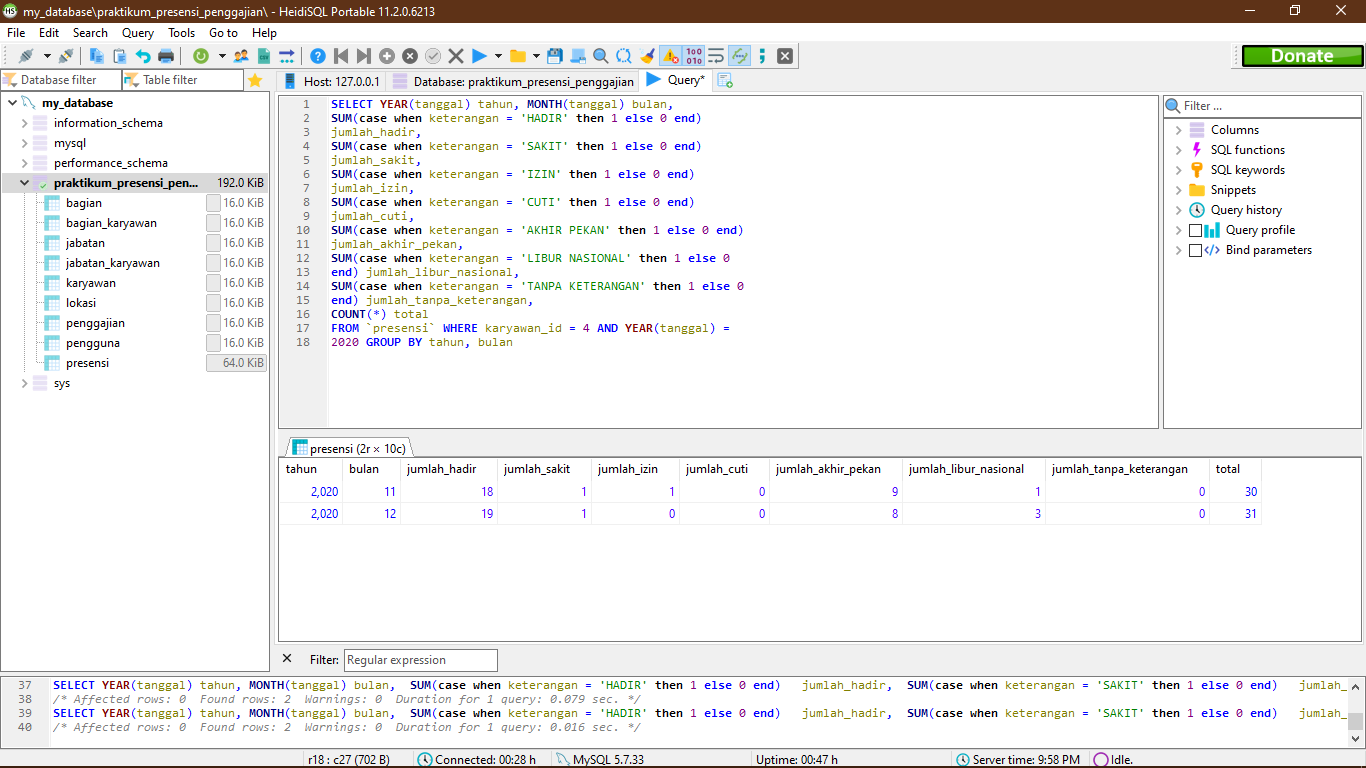 my_database\praktikum_presensi_penggajian\ - HeidiSQL Portable 11.2.0.6213
File Edit Search Query Tools Go to Help
Donate
Database filter Table filter
Host: 127.0.0.1 Database: praktikum_presensi_penggajian Query*
my_database
information_schema
mysql
performance_schema
praktikum_presensi_pen... 192.0 KiB
bagian 16.0 KiB
bagian_karyawan 16.0 KiB
jabatan 16.0 KiB
jabatan_karyawan 16.0 KiB
karyawan 16.0 KiB
lokasi 16.0 KiB
penggajian 16.0 KiB
pengguna 16.0 KiB
presensi 64.0 KiB
sys
1 SELECT YEAR(tanggal) tahun, MONTH(tanggal) bulan,
2 SUM(case when keterangan = 'HADIR' then 1 else 0 end)
3 jumlah_hadir,
4 SUM(case when keterangan = 'SAKIT' then 1 else 0 end)
5 jumlah_sakit,
6 SUM(case when keterangan = 'IZIN' then 1 else 0 end)
7 jumlah_izin,
8 SUM(case when keterangan = 'CUTI' then 1 else 0 end)
9 jumlah_cuti,
10 SUM(case when keterangan = 'AKHIR PEKAN' then 1 else 0 end)
11 jumlah_akhir_pekan,
12 SUM(case when keterangan = 'LIBUR NASIONAL' then 1 else 0
13 end) jumlah_libur_nasional,
14 SUM(case when keterangan = 'TANPA KETERANGAN' then 1 else 0
15 end) jumlah_tanpa_keterangan,
16 COUNT(*) total
17 FROM `presensi` WHERE karyawan_id = 4 AND YEAR(tanggal) =
18 2020 GROUP BY tahun, bulan
Filter ...
Columns
SQL functions
SQL keywords
Snippets
Query history
Query profile
Bind parameters
presensi (2r × 10c)
tahun bulan jumlah_hadir jumlah_sakit jumlah_izin jumlah_cuti jumlah_akhir_pekan jumlah_libur_nasional jumlah_tanpa_keterangan total
2,020 11 18 1 1 0 9 1 0 30
2,020 12 19 1 0 0 8 3 0 31
Filter: Regular expression
37 SELECT YEAR(tanggal) tahun, MONTH(tanggal) bulan, SUM(case when keterangan = 'HADIR' then 1 else 0 end) jumlah_hadir, SUM(case when keterangan = 'SAKIT' then 1 else 0 end) jumlah_
38 /* Affected rows: 0 Found rows: 2 Warnings: 0 Duration for 1 query: 0.079 sec. */
39 SELECT YEAR(tanggal) tahun, MONTH(tanggal) bulan, SUM(case when keterangan = 'HADIR' then 1 else 0 end) jumlah_hadir, SUM(case when keterangan = 'SAKIT' then 1 else 0 end) jumlah_
40 /* Affected rows: 0 Found rows: 2 Warnings: 0 Duration for 1 query: 0.016 sec. */
r18 : c27 (702 B) Connected: 00:28 h MySQL 5.7.33 Uptime: 00:47 h Server time: 9:58 PM Idle.